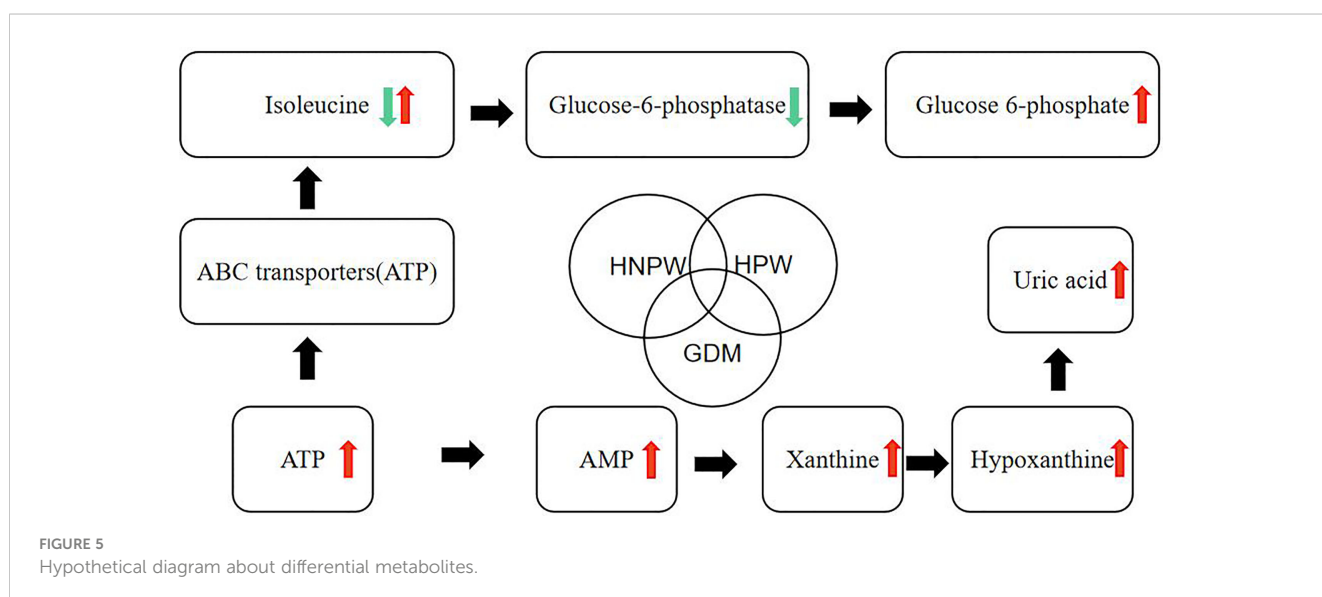 Isoleucine
Glucose-6-phosphatase
Glucose 6-phosphate
ABC transporters(ATP)
HNPW
HPW
GDM
Uric acid
ATP
AMP
Xanthine
Hypoxanthine
FIGURE 5
Hypothetical diagram about differential metabolites.